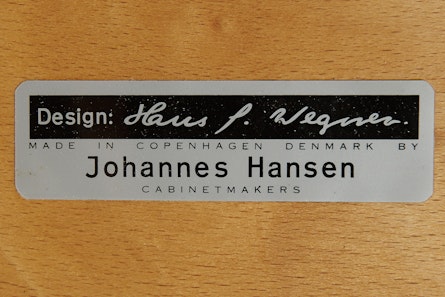 Design: Hans J. Wegner.
MADE IN COPENHAGEN DENMARK BY
Johannes Hansen
CABINETMAKERS